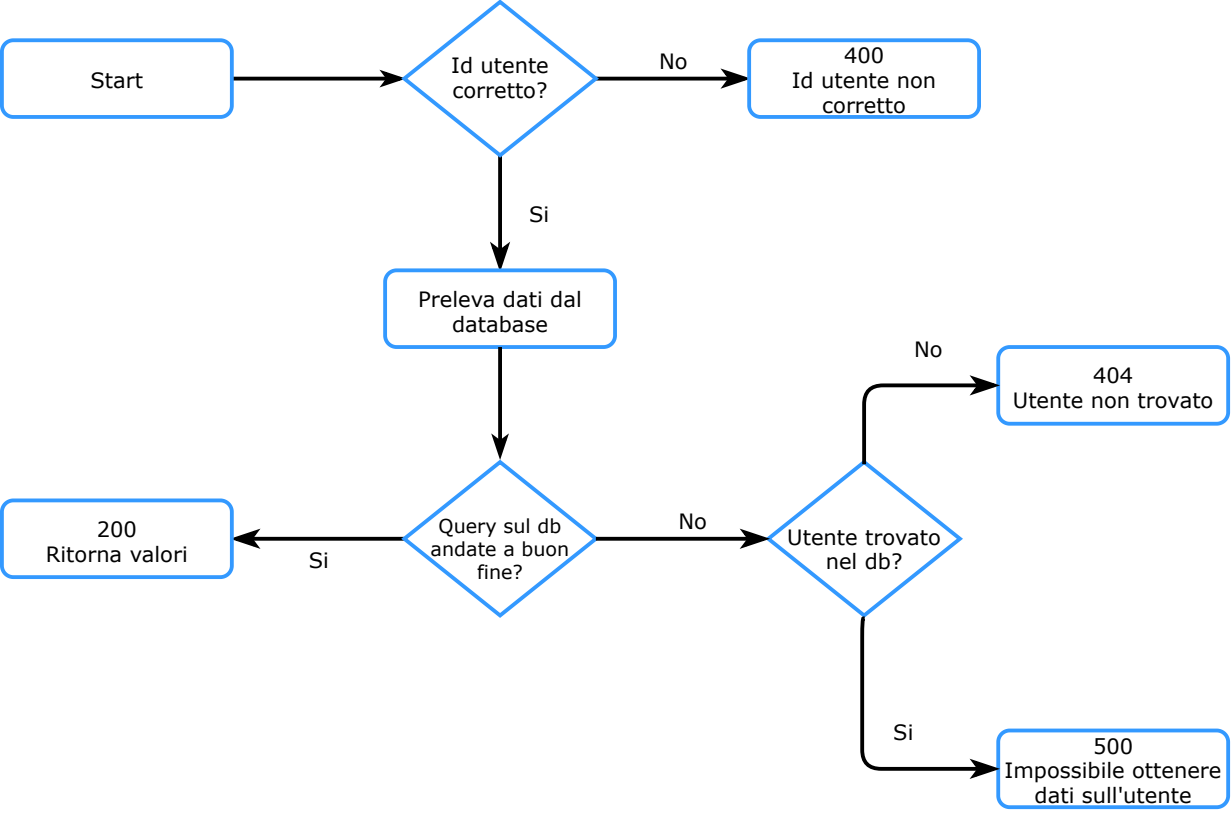 Start
Id utente
corretto?
No
400
Id utente non
corretto
Si
Preleva dati dal
database
No
404
Utente non trovato
200
Ritorna valori
Si
Query sul db
andate a buon
fine?
No
Utente trovato
nel db?
Si
500
Impossibile ottenere
dati sull'utente